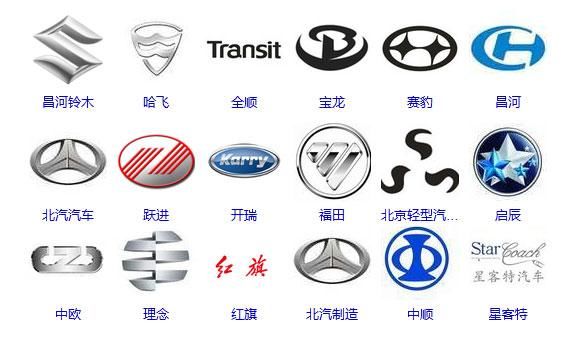 Transit
昌河铃木
哈飞
全顺
宝龙
赛豹
昌河
Karry
北汽汽车
跃进
开瑞
福田
北京轻型汽...
启辰
红旗
StarCoach
星客特汽车
中欧
理念
红旗
北汽制造
中顺
星客特